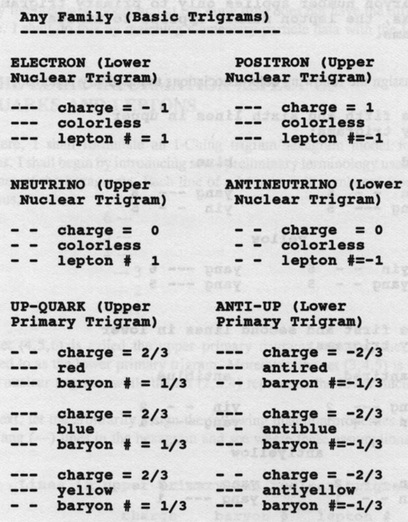 Any Family (Basic Trigrams)
----------------------------
ELECTRON (Lower
Nuclear Trigram)
--- charge = -1
--- colorless
--- lepton # = 1
POSITRON (Upper
Nuclear Trigram)
--- charge = 1
--- colorless
--- lepton #=-1
NEUTRINO (Upper
Nuclear Trigram)
- - charge = 0
- - colorless
- - lepton # 1
ANTINEUTRINO (Lower
Nuclear Trigram)
- - charge = 0
- - colorless
- - lepton #=-1
UP-QUARK (Upper
Primary Trigram)
- - charge = 2/3
--- red
--- baryon # = 1/3
--- charge = 2/3
- - blue
--- baryon # = 1/3
--- charge = 2/3
--- yellow
- - baryon # = 1/3
ANTI-UP (Lower
Primary Trigram)
--- charge = -2/3
- - antired
- - baryon #=-1/3
- - charge = -2/3
--- antiblue
- - baryon #=-1/3
- - charge = -2/3
- - antiyellow
--- baryon #=-1/3